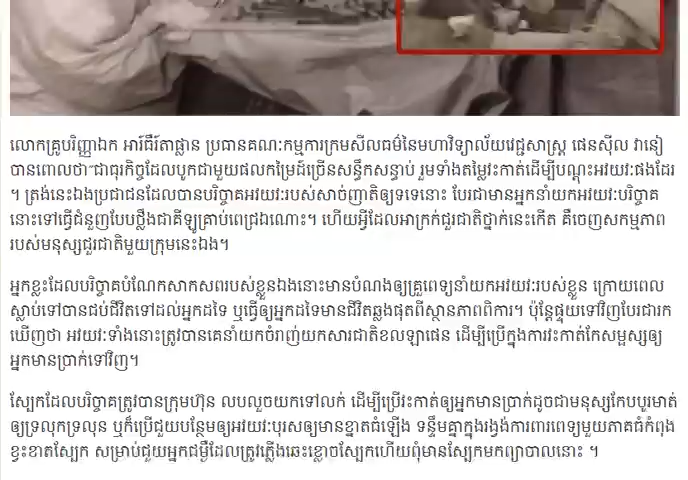 លោកគ្រូបរិញ្ញាឯក អារ៍ធឺរ៍តាផ្លាន ប្រធានគណៈកម្មការក្រមសីលធម៌នៃមហាវិទ្យាល័យវេជ្ជសាស្ត្រ ផេនស៊ីល វានៀ
បានពោលថា“ជាធុរកិច្ចដែលបូកជាមួយផលកម្រៃដ៍ច្រើនសន្ធឹកសន្ធាប់ រួមទាំងតម្លៃវះកាត់ដើម្បីបណ្តុះអវយវៈផងដែរ
។ ត្រង់នេះឯងប្រជាជនដែលបានបរិច្ចាគអវយវៈរបស់សាច់ញាតិឲ្យទទេនោះ បែរជាមានអ្នកនាំយកអវយវៈបរិច្ចាគ
នោះទៅធ្វើជំនួញបែបថ្លឹងជាគីឡូគ្រាប់ពេជ្រឯណោះ។ ហើយអ្វីដែលអាក្រក់ជួរជាតិថ្នាក់នេះកើត គឺចេញសកម្មភាព
របស់មនុស្សជួរជាតិមួយក្រុមនេះឯង។
អ្នកខ្លះដែលបរិច្ចាគបំណែកសាកសពរបស់ខ្លួនឯងនោះមានបំណងឲ្យគ្រួពេទ្យនាំយកអវយវៈរបស់ខ្លួន ក្រោយពេល
ស្លាប់ទៅបានជប់ជីវិតទៅដល់អ្នកដទៃ ឬធ្វើឲ្យអ្នកដទៃមានជីវិតឆ្លងផុតពីស្ថានភាពពិការ។ ប៉ុន្តែផ្ទុយទៅវិញបែរជារក
ឃើញថា អវយវៈទាំងនោះត្រូវបានគេនាំយកចំរាញ់យកសារជាតិខលឡាផេន ដើម្បីប្រើក្នុងការវះកាត់កែសម្ផស្សឲ្យ
អ្នកមានប្រាក់ទៅវិញ។
ស្បែកដែលបរិច្ចាគត្រូវបានក្រុមហ៊ុន លបលួចយកទៅលក់ ដើម្បីប្រើវះកាត់ឲ្យអ្នកមានប្រាក់ដូចជាមនុស្សកែបបួរមាត់
ឲ្យទ្រលុកទ្រលុន ឬក៏ប្រើជួយបន្ថែមឲ្យអវយវៈបុរសឲ្យមានខ្នាតធំឡើង ទន្ទឹមគ្នាក្នុងរង្វង់ការពារពេទ្យមួយភាគធំកំពុង
ខ្វះខាតស្បែក សម្រាប់ជួយអ្នកជម្ងឺដែលត្រូវភ្លើងឆេះខ្លោចស្បែកហើយពុំមានស្បែកមកព្យាបាលនោះ ។